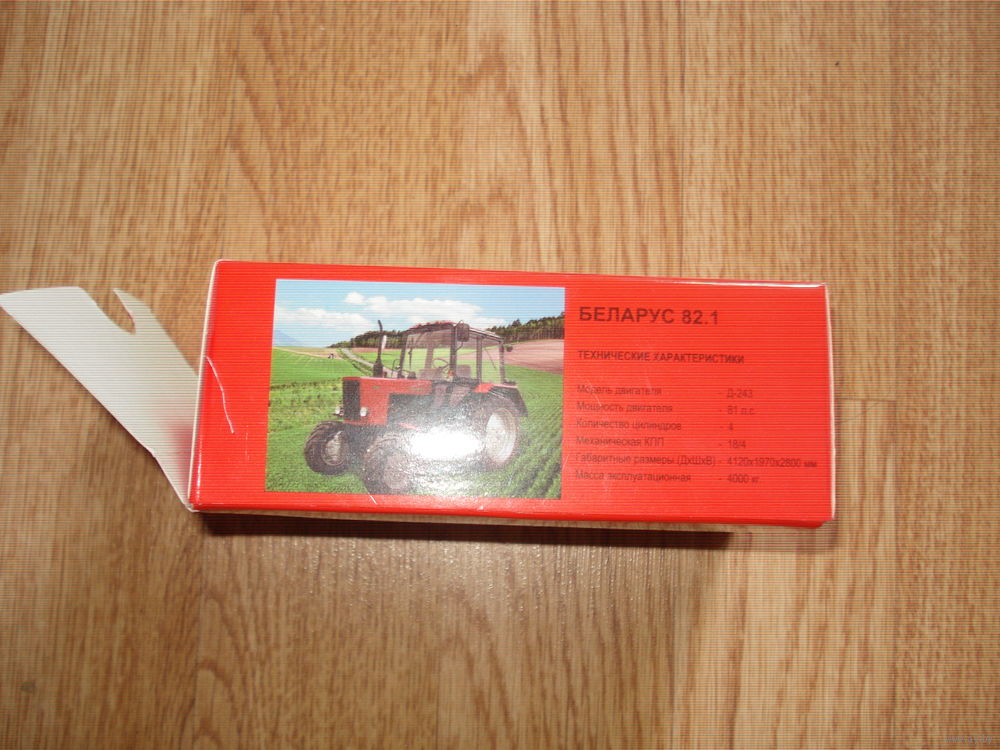 БЕЛАРУС 82.1
ТЕХНИЧЕСКИЕ ХАРАКТЕРИСТИКИ
Модель двигателя - Д-243
Мощность двигателя - 81 л.с.
Количество цилиндров - 4
Механическая КПП - 18/4
Габаритные размеры (ДхШхВ) - 4120х1970х2800 мм
Масса эксплуатационная - 4000 кг